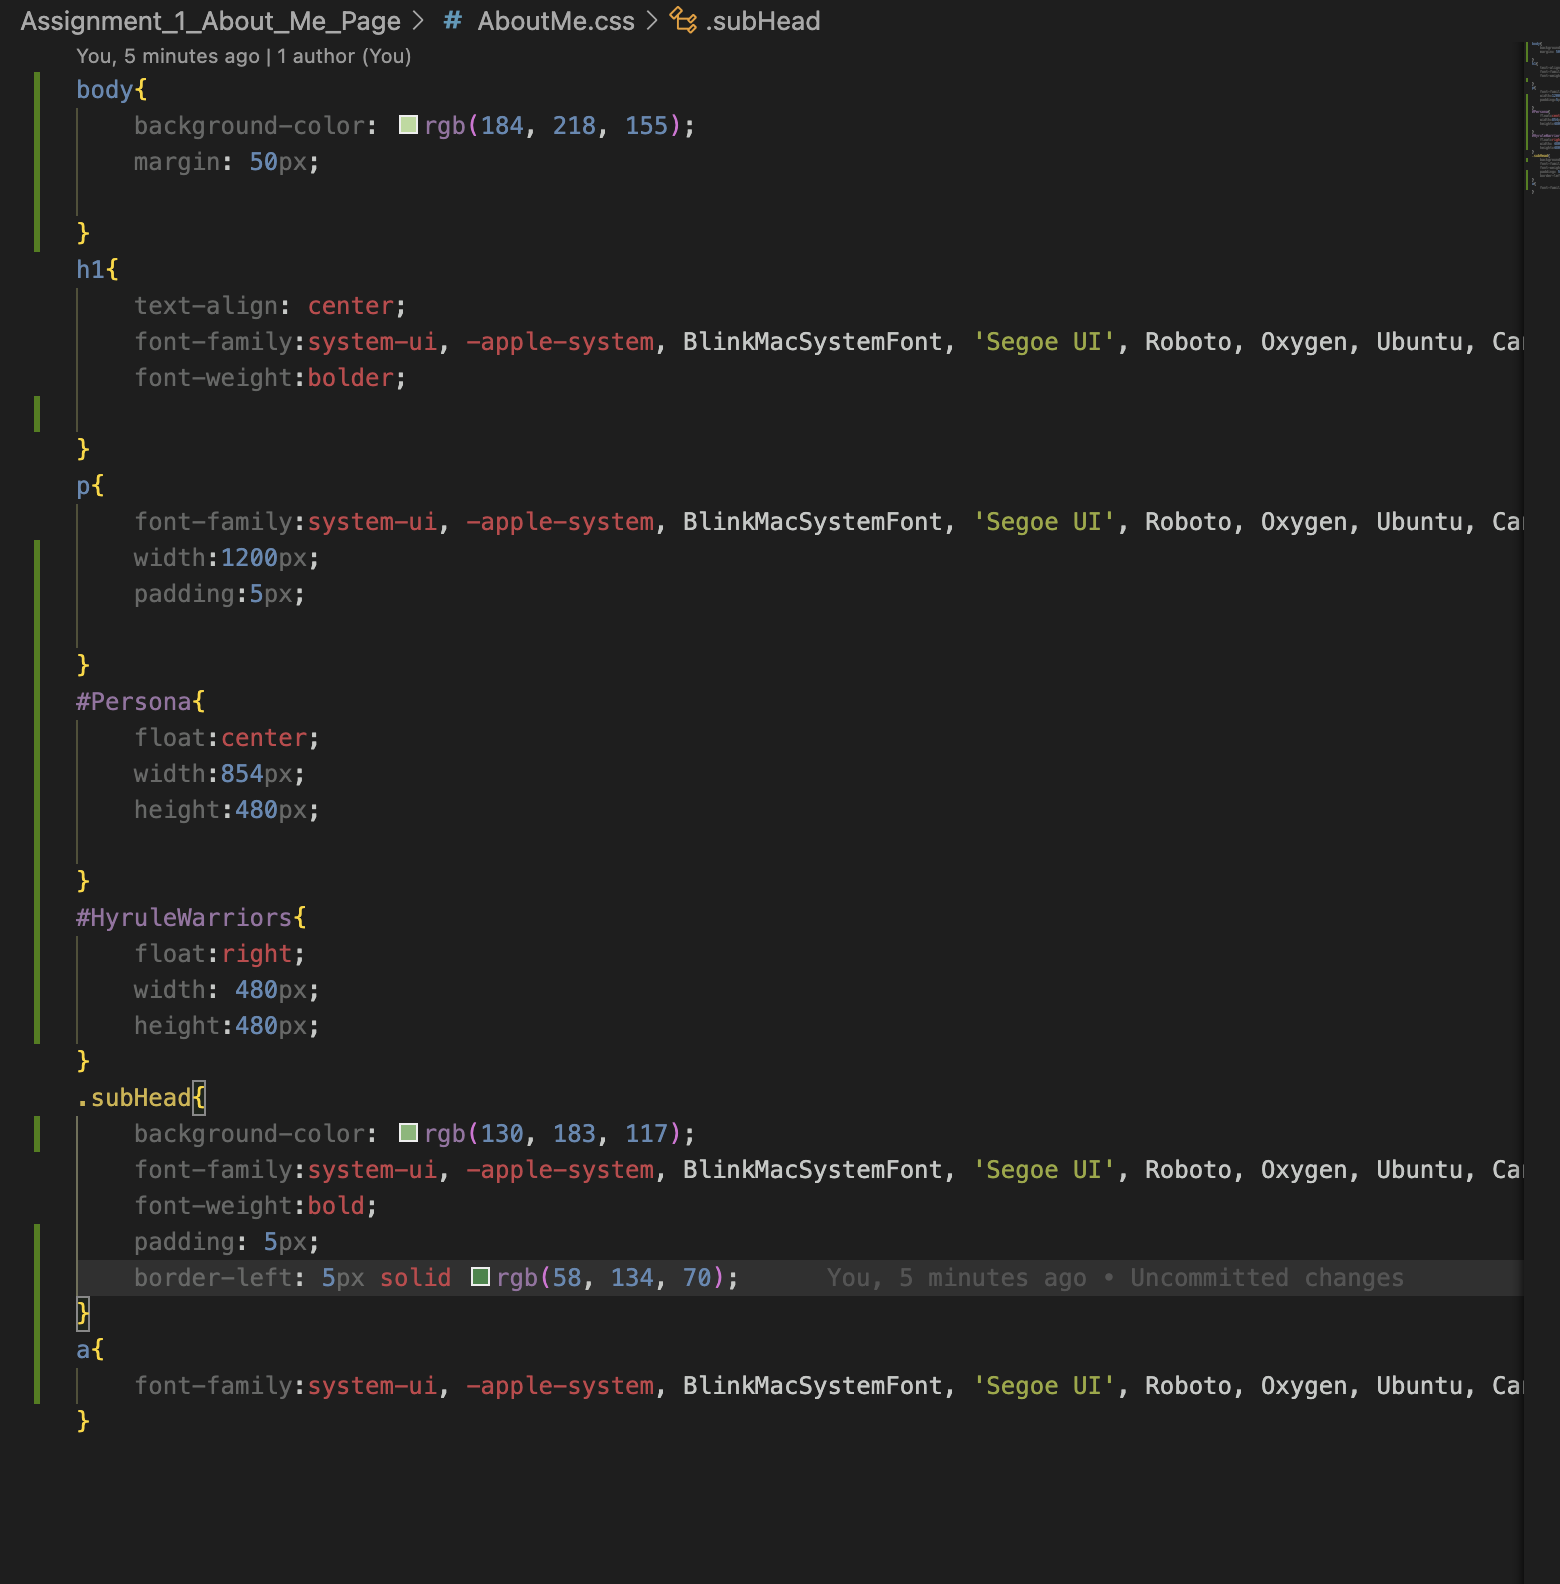 Assignment_1_About_Me_Page > # AboutMe.css > .subHead
You, 5 minutes ago | 1 author (You)
body{
    background-color: rgb(184, 218, 155);
    margin: 50px;
}
h1{
    text-align: center;
    font-family:system-ui, -apple-system, BlinkMacSystemFont, 'Segoe UI', Roboto, Oxygen, Ubuntu,
    font-weight:bolder;
}
p{
    font-family:system-ui, -apple-system, BlinkMacSystemFont, 'Segoe UI', Roboto, Oxygen, Ubuntu,
    width:1200px;
    padding:5px;
}
#Persona{
    float:center;
    width:854px;
    height:480px;
}
#HyruleWarriors{
    float:right;
    width: 480px;
    height:480px;
}
.subHead{
    background-color: rgb(130, 183, 117);
    font-family:system-ui, -apple-system, BlinkMacSystemFont, 'Segoe UI', Roboto, Oxygen, Ubuntu,
    font-weight:bold;
    padding: 5px;
    border-left: 5px solid rgb(58, 134, 70); You, 5 minutes ago • Uncommitted changes
}
a{
    font-family:system-ui, -apple-system, BlinkMacSystemFont, 'Segoe UI', Roboto, Oxygen, Ubuntu,
}